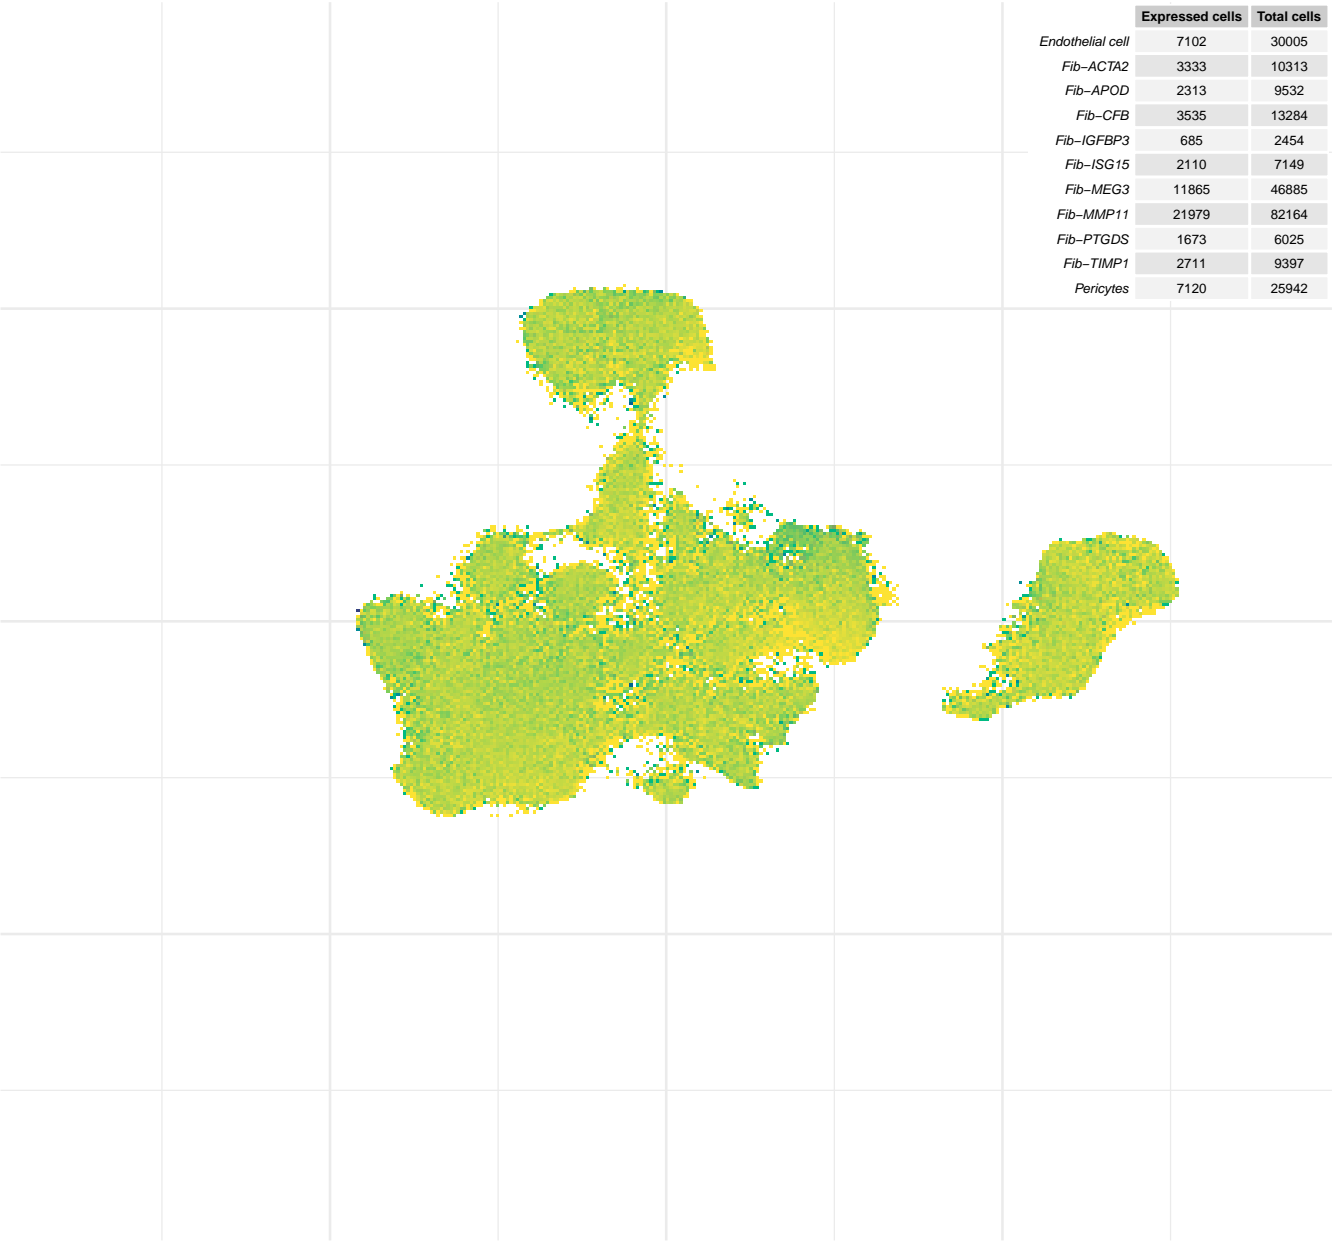 Expressed cells Total cells
Endothelial cell 7102 30005
Fib−ACTA2 3333 10313
Fib−APOD 2313 9532
Fib−CFB 3535 13284
Fib−IGFBP3 685 2454
Fib−ISG15 2110 7149
Fib−MEG3 11865 46885
Fib−MMP11 21979 82164
Fib−PTGDS 1673 6025
Fib−TIMP1 2711 9397
Pericytes 7120 25942